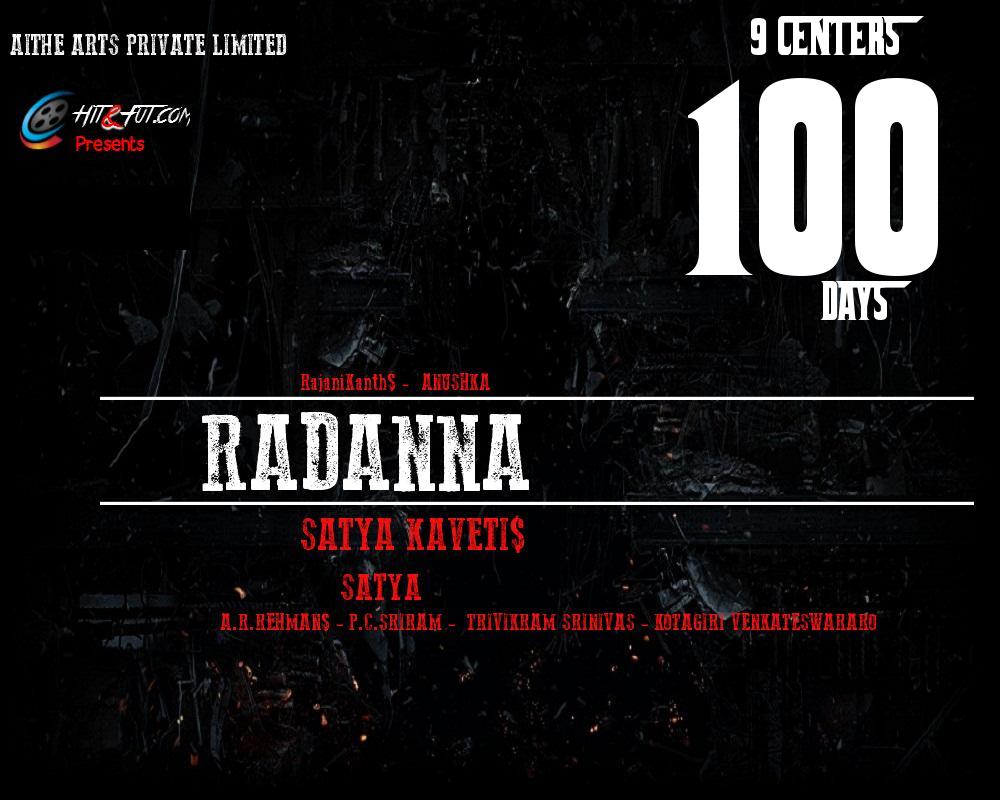 AITHE ARTS PRIVATE LIMITED
9 CENTERS
HIT&FUT.COM
Presents
100
DAYS
RajaniKanth$ - ANUSHKA
RADANNA
SATYA KAVETI$
SATYA
A.R.REHMAN$ - P.C.SRIRAM - TRIVIKRAM SRINIVAS - KOTAGIRI VENKATESWARARO